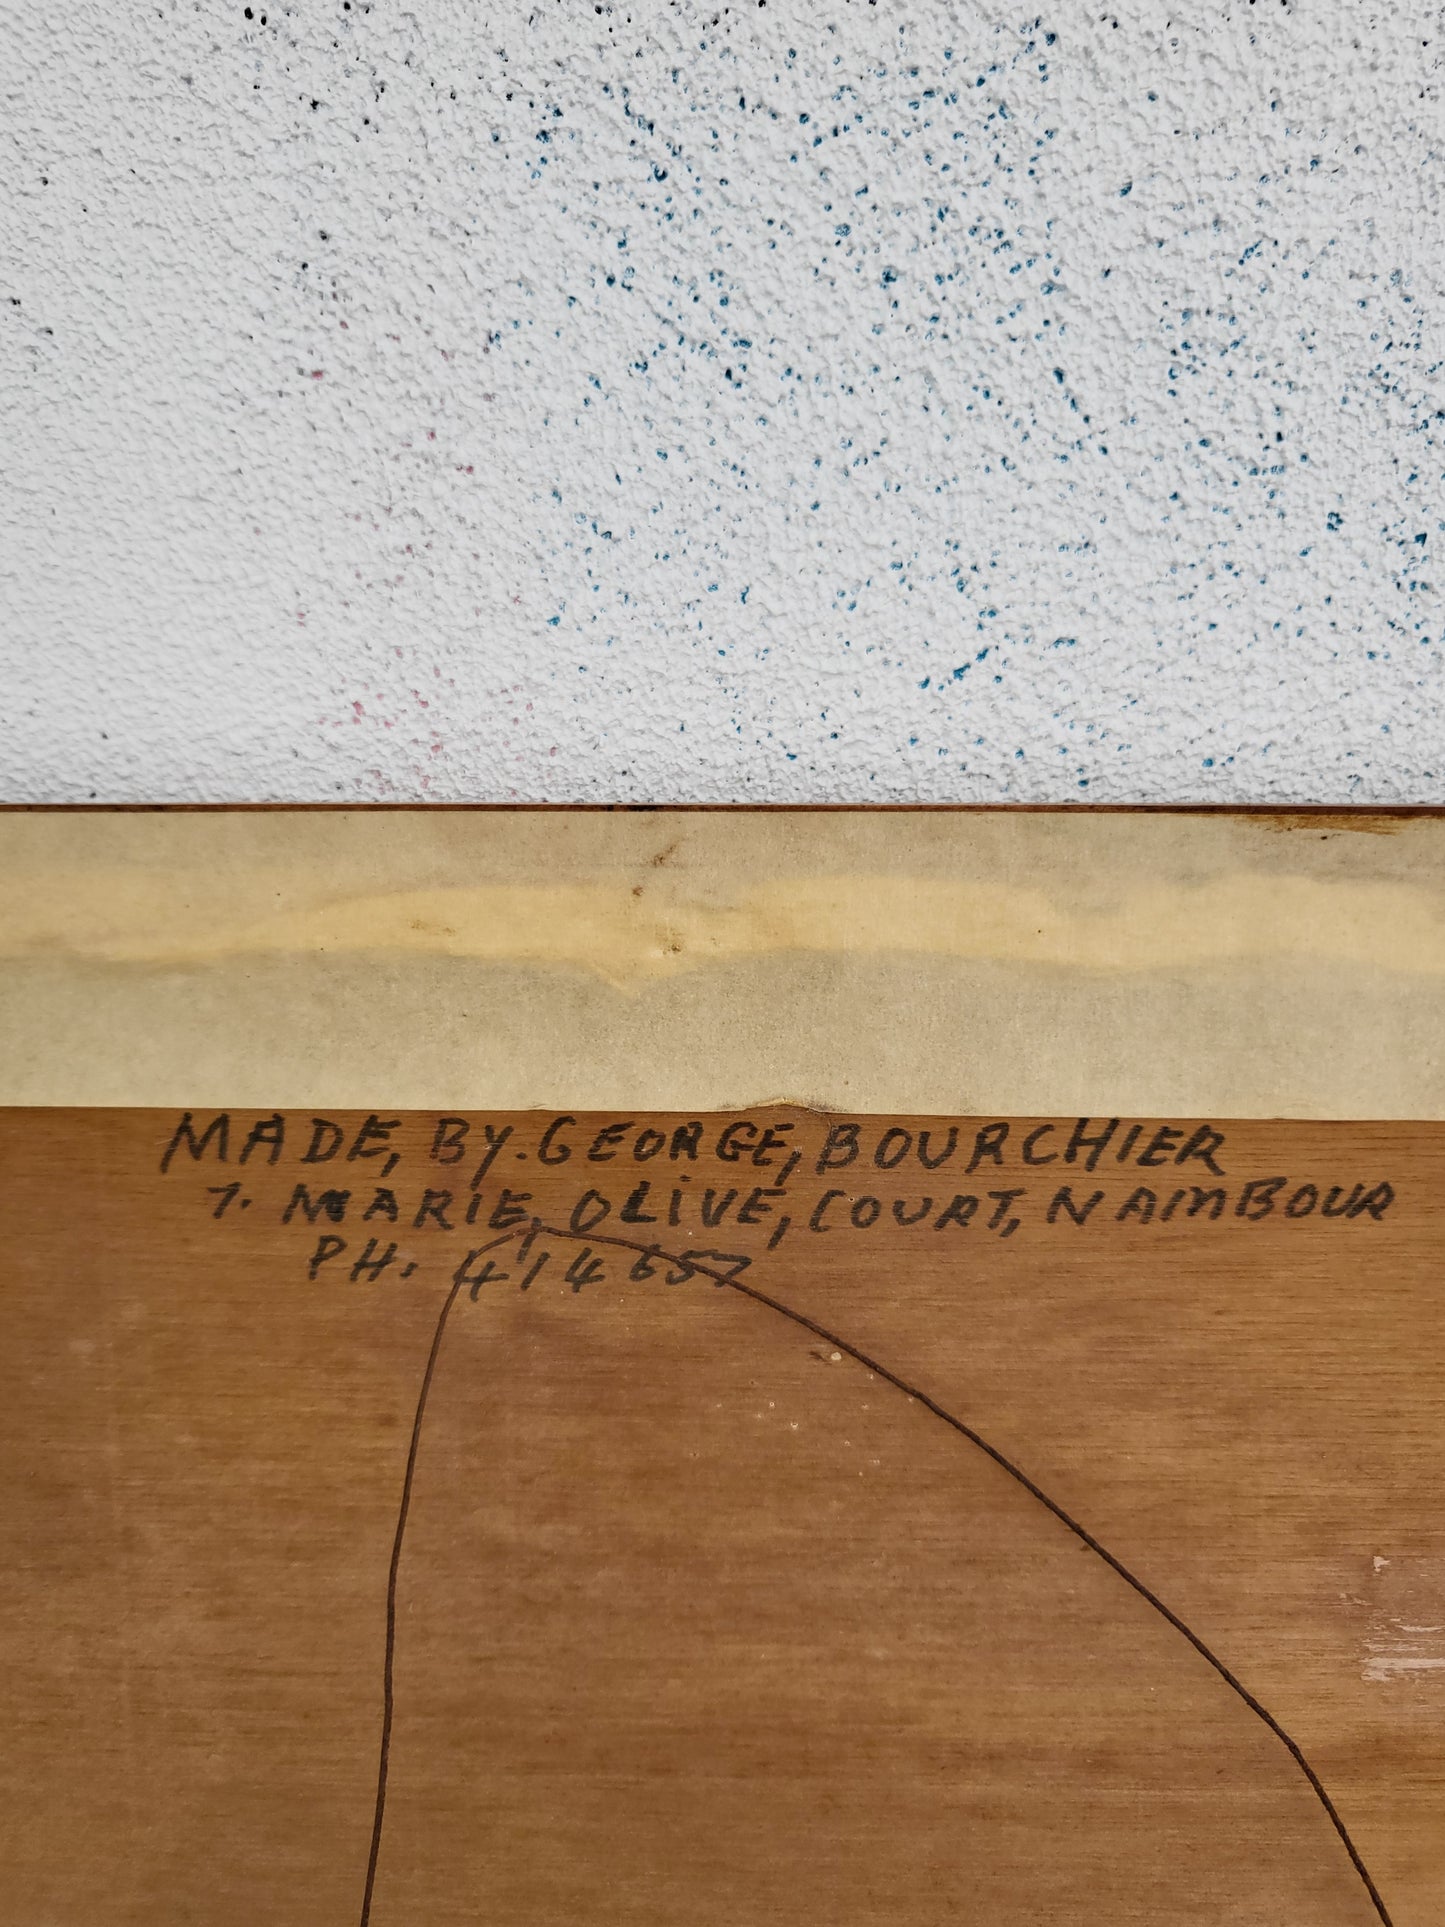 MADE, BY. GEORGE, BOURCHIER
7. MARIE, OLIVE, COURT, NAMBOUR
PH. 414657